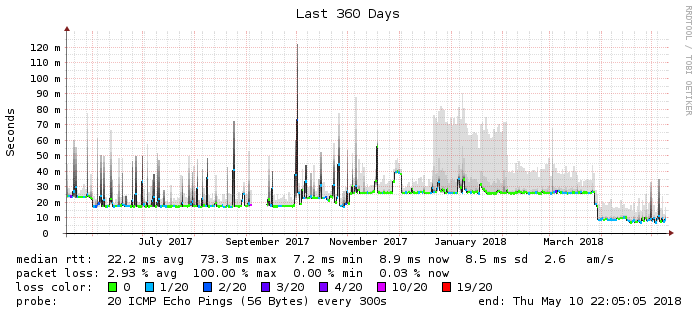 Last 360 Days
RRDTOOL / TOBI OETIKER
Seconds
120 m
110 m
100 m
90 m
80 m
70 m
60 m
50 m
40 m
30 m
20 m
10 m
0
July 2017 September 2017 November 2017 January 2018 March 2018
median rtt: 22.2 ms avg 73.3 ms max 7.2 ms min 8.9 ms now 8.5 ms sd 2.6 am/s
packet loss: 2.93 % avg 100.00 % max 0.00 % min 0.03 % now
loss color: 0 1/20 2/20 3/20 4/20 10/20 19/20
probe: 20 ICMP Echo Pings (56 Bytes) every 300s end: Thu May 10 22:05:05 2018